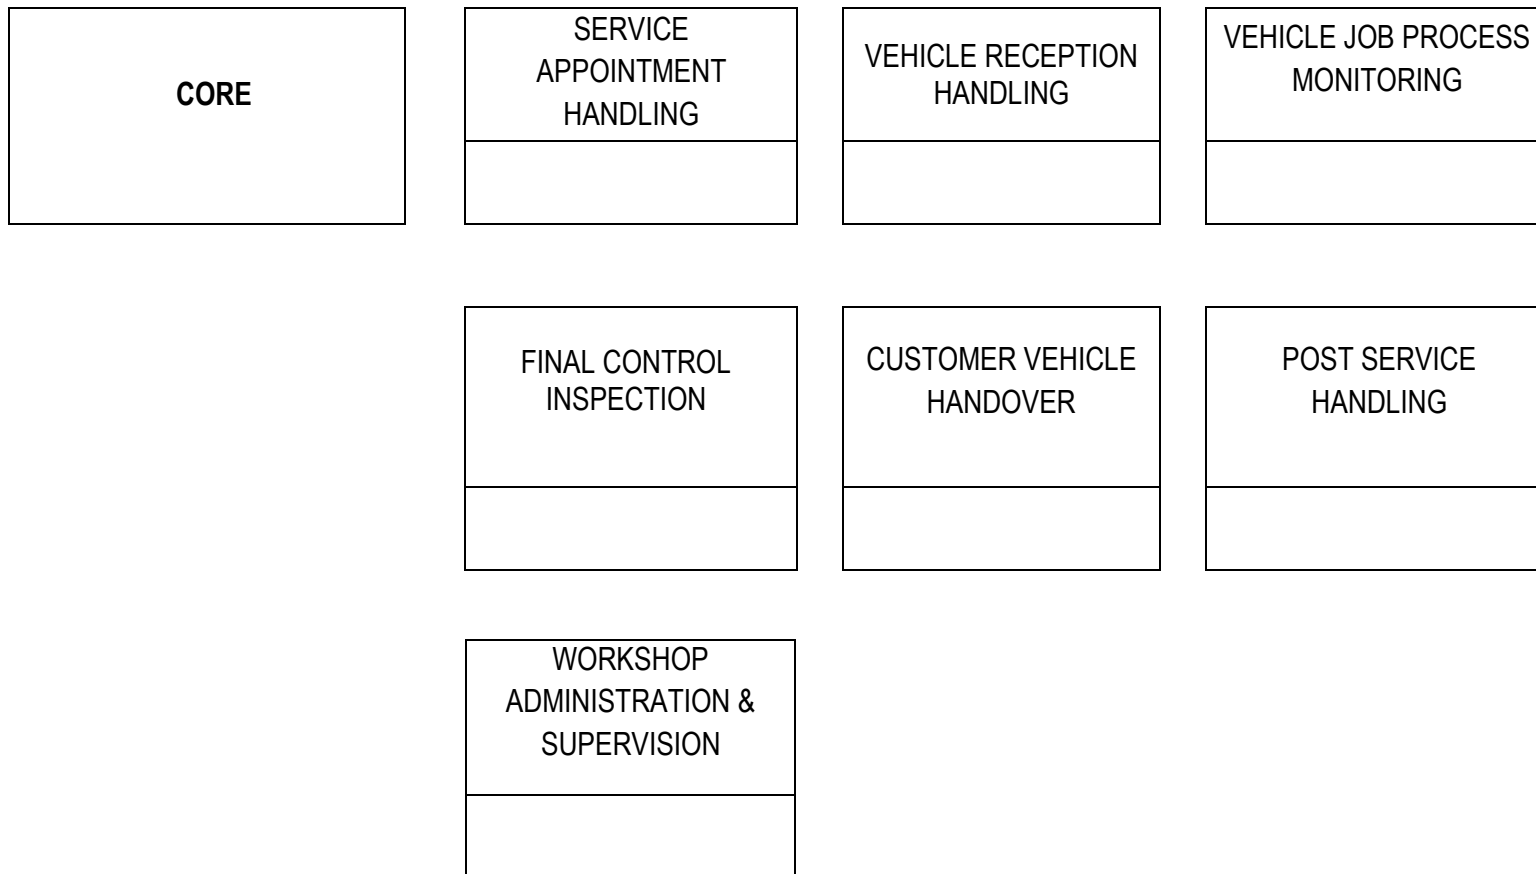 CORE
SERVICE
APPOINTMENT
HANDLING
VEHICLE RECEPTION
HANDLING
VEHICLE JOB PROCESS
MONITORING
FINAL CONTROL
INSPECTION
CUSTOMER VEHICLE
HANDOVER
POST SERVICE
HANDLING
WORKSHOP
ADMINISTRATION &
SUPERVISION